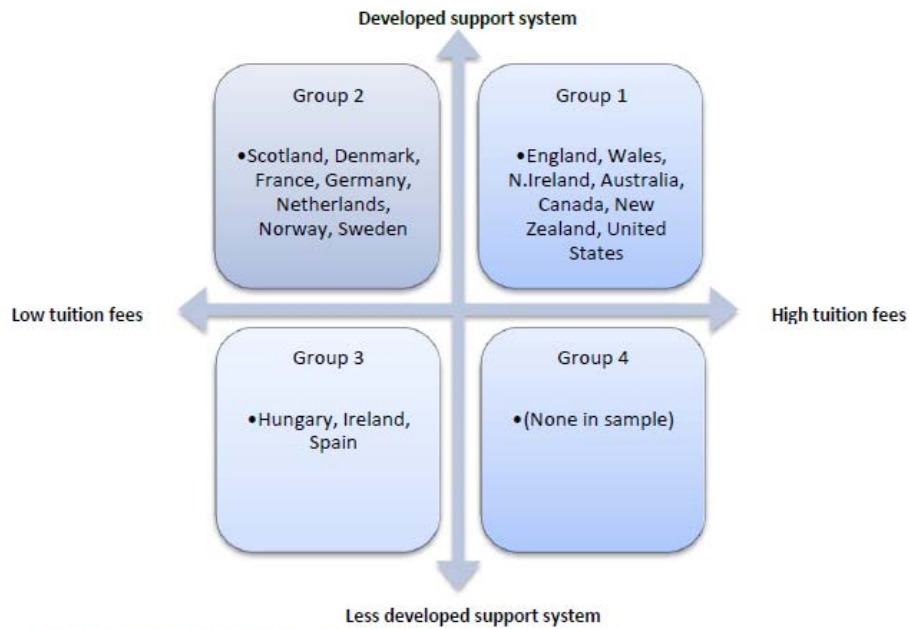 Developed support system
Group 2
•Scotland, Denmark,
France, Germany,
Netherlands,
Norway, Sweden
Group 1
•England, Wales,
N.Ireland, Australia,
Canada, New
Zealand, United
States
Low tuition fees
High tuition fees
Group 3
•Hungary, Ireland,
Spain
Group 4
•(None in sample)
Less developed support system